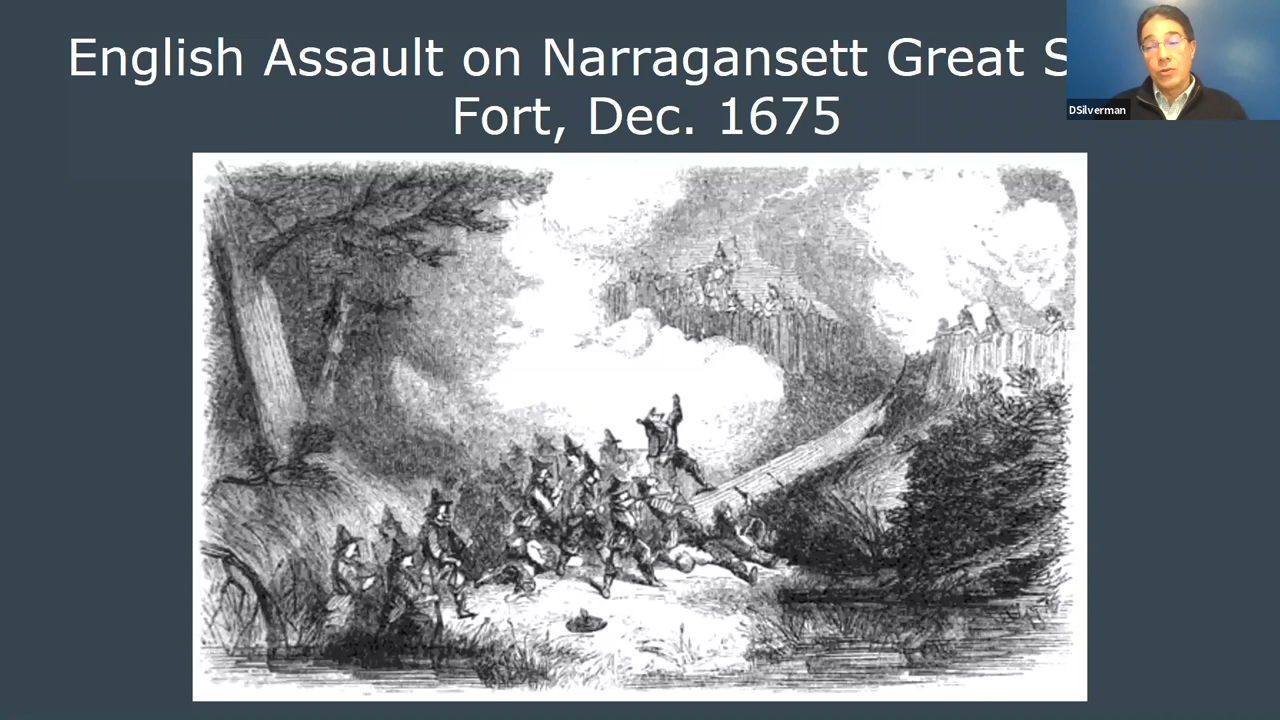 English Assault on Narragansett Great S
Fort, Dec. 1675
DSilverman